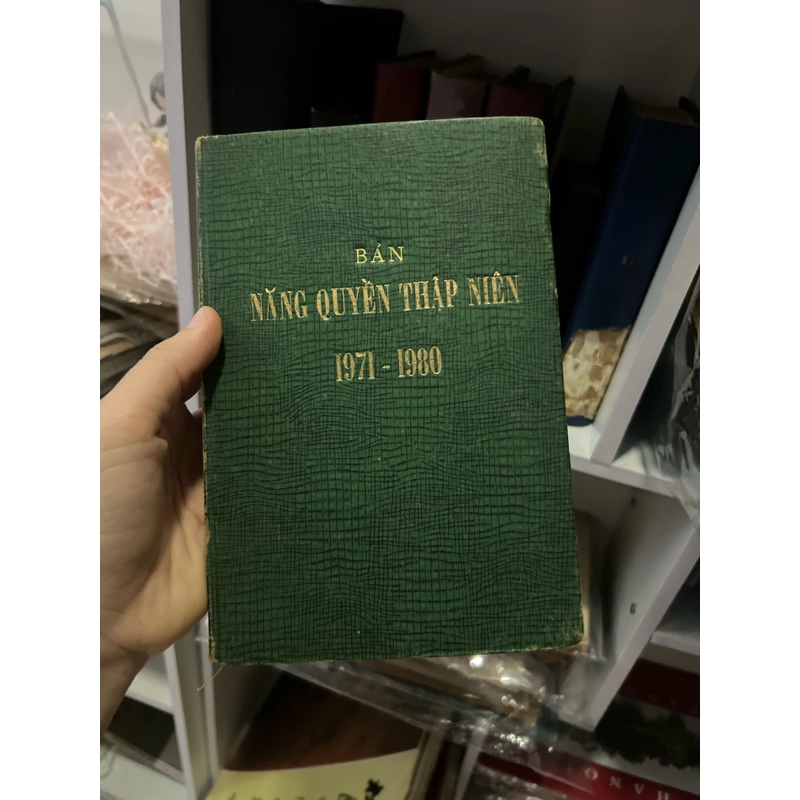 BẢN
NĂNG QUYỀN THẬP NIÊN
1971 - 1980